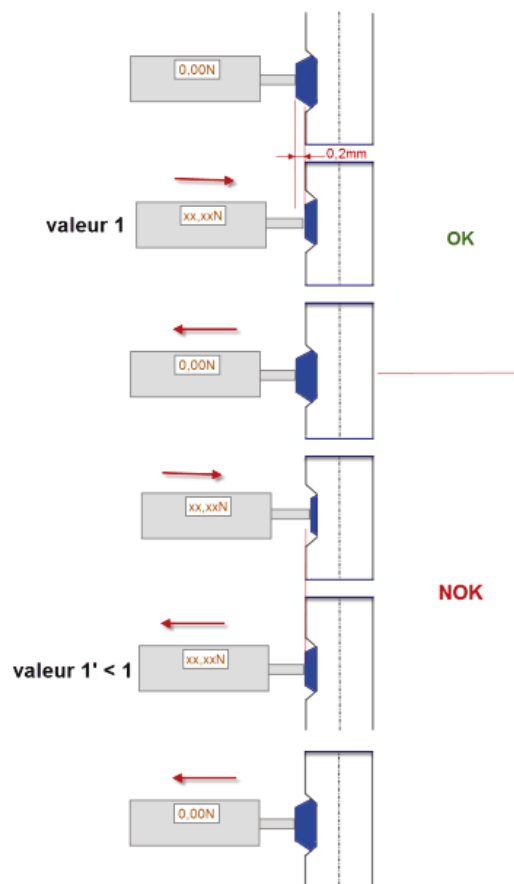 0,00N
0,2mm
valeur 1
xx,xxN
OK
0,00N
xx,xxN
NOK
valeur 1' < 1
xx,xxN
0,00N